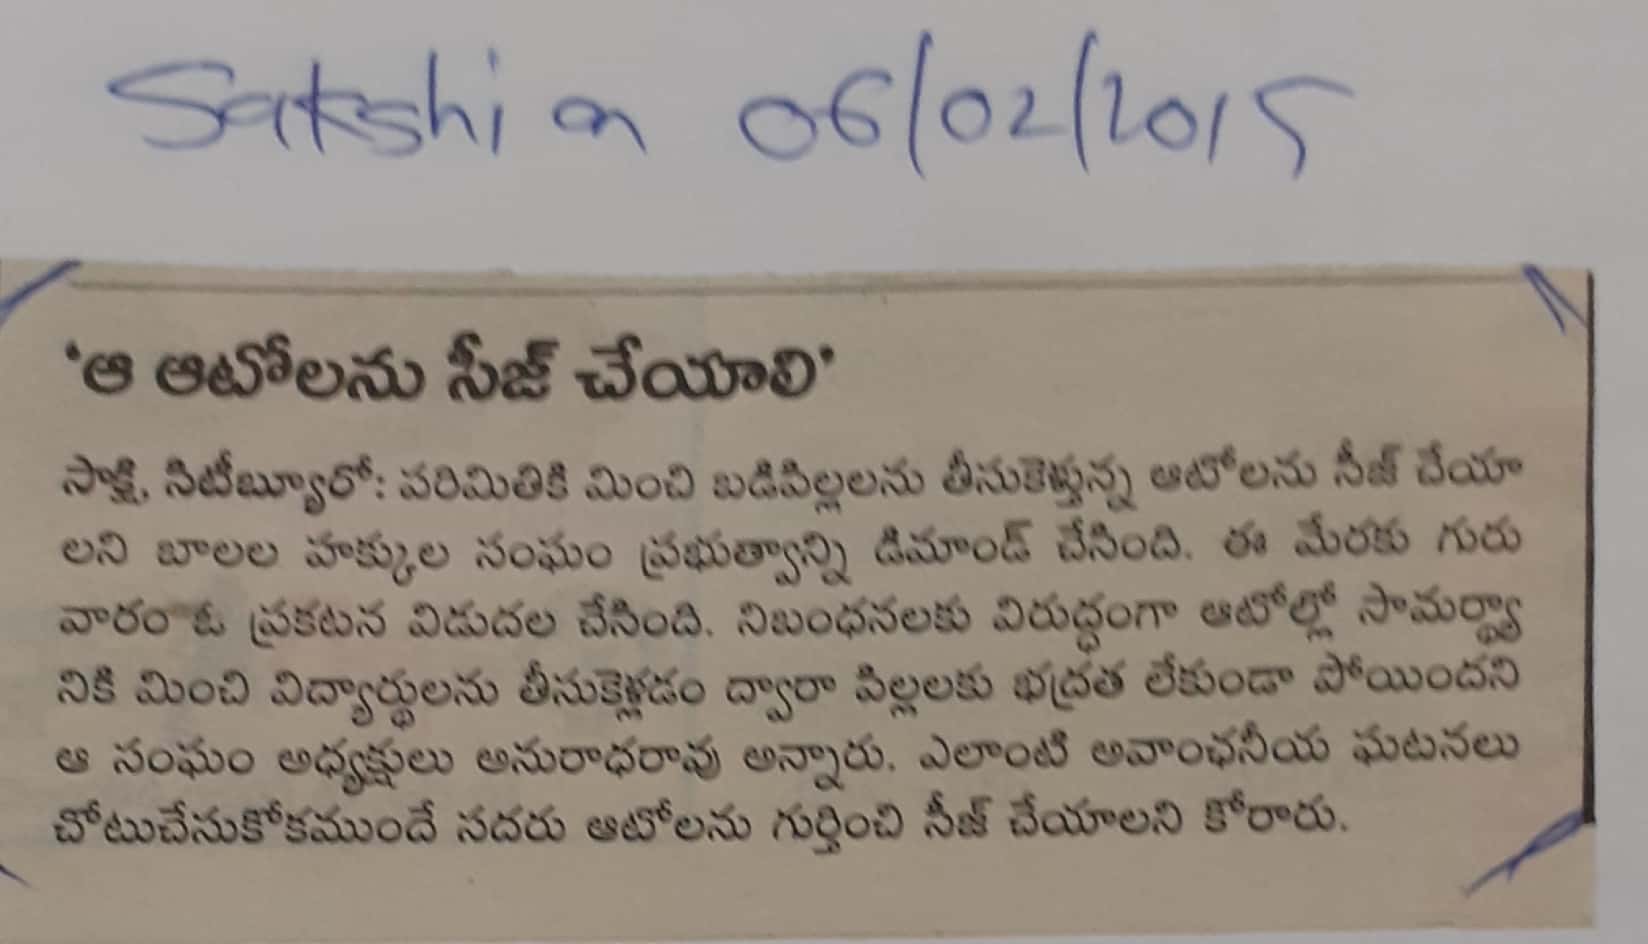 Sakshi on 06/02/2015
'ఆ ఆటోలను సీజ్ చేయాలి'
సాక్షి, సిటీబ్యూరో: పరిమితికి మించి బడిపిల్లలను తీసుకెళ్తున్న ఆటోలను సీజ్ చేయా
లని బాలల హక్కుల సంఘం ప్రభుత్వాన్ని డిమాండ్ చేసింది. ఈ మేరకు గురు
వారం ఓ ప్రకటన విడుదల చేసింది. నిబంధనలకు విరుద్ధంగా ఆటోల్లో సామర్థ్యా
నికి మించి విద్యార్థులను తీసుకెళ్లడం ద్వారా పిల్లలకు భద్రత లేకుండా పోయిందని
ఆ సంఘం అధ్యక్షులు అనురాధరావు అన్నారు. ఎలాంటి అవాంఛనీయ ఘటనలు
చోటుచేసుకోకముందే సదరు ఆటోలను గుర్తించి సీజ్ చేయాలని కోరారు.